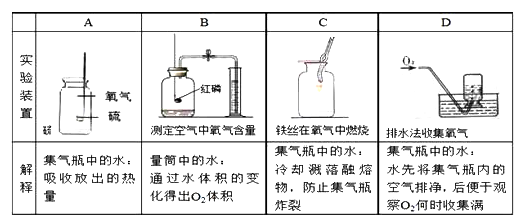 A B C D
实验装置
氧气
硫
红磷
测定空气中氧气含量
铁丝在氧气中燃烧
O₂
排水法收集氧气
解释
集气瓶中的水：
吸收放出的热
量
量筒中的水：
通过水体积的变
化得出O₂体积
集气瓶中的水：
冷却溅落融熔
物，防止集气瓶
炸裂
集气瓶中的水：
水先将集气瓶内的
空气排净，后便于观
察O₂何时收集满